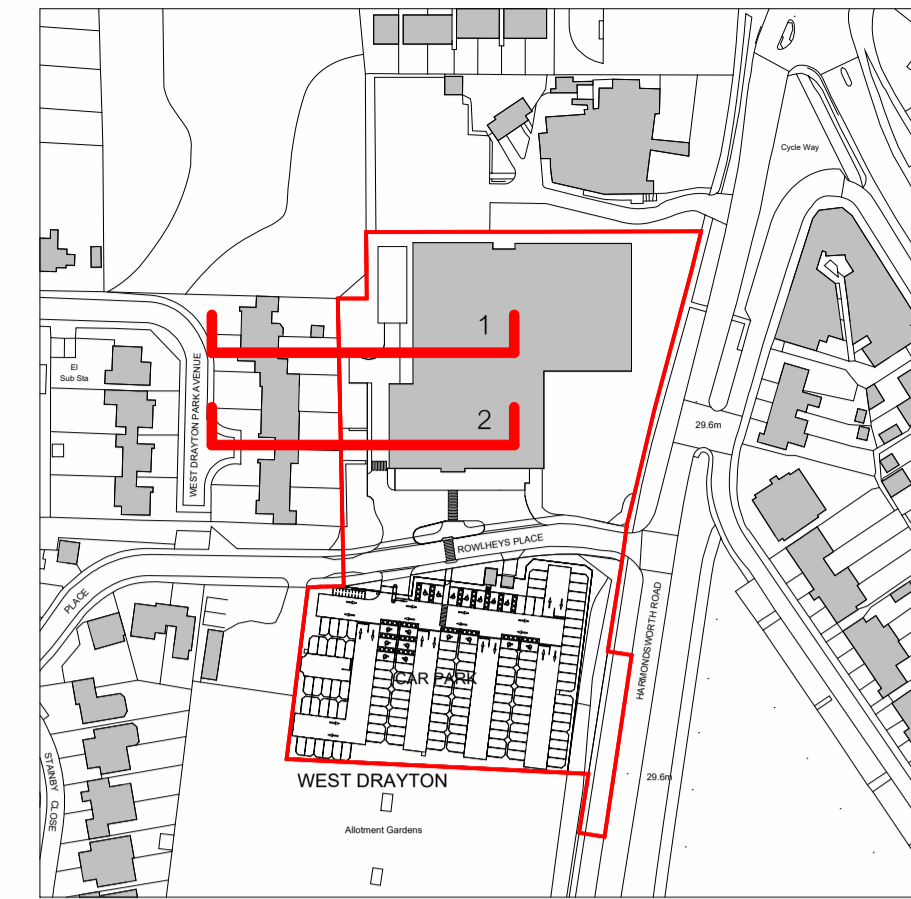 Cycle Way
1
El
Sub Sta
WEST DRAYTON PARK AVENUE
2
29.6m
ROWLHEYS PLACE
PLACE
HARMONDSWORTH ROAD
CAR PARK
WEST DRAYTON
29.6m
STAINBY CLOSE
Allotment Gardens